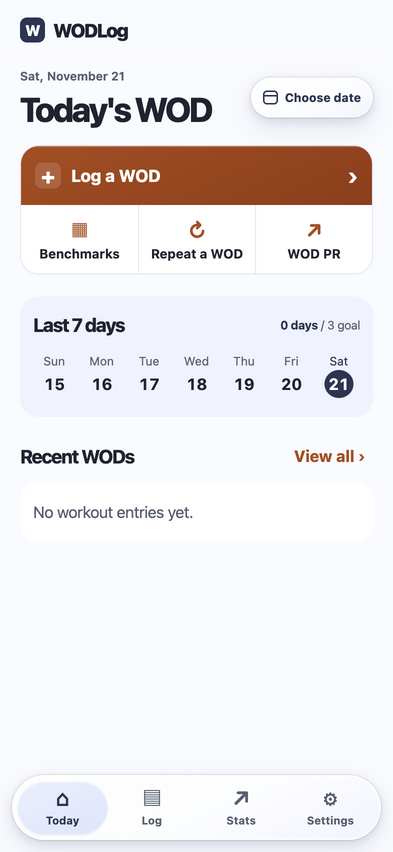 W WODLog
Sat, November 21
Today's WOD
Choose date
+ Log a WOD ›
Benchmarks
Repeat a WOD
WOD PR
Last 7 days
0 days / 3 goal
Sun Mon Tue Wed Thu Fri Sat
15 16 17 18 19 20 21
Recent WODs
View all ›
No workout entries yet.
Today
Log
Stats
Settings